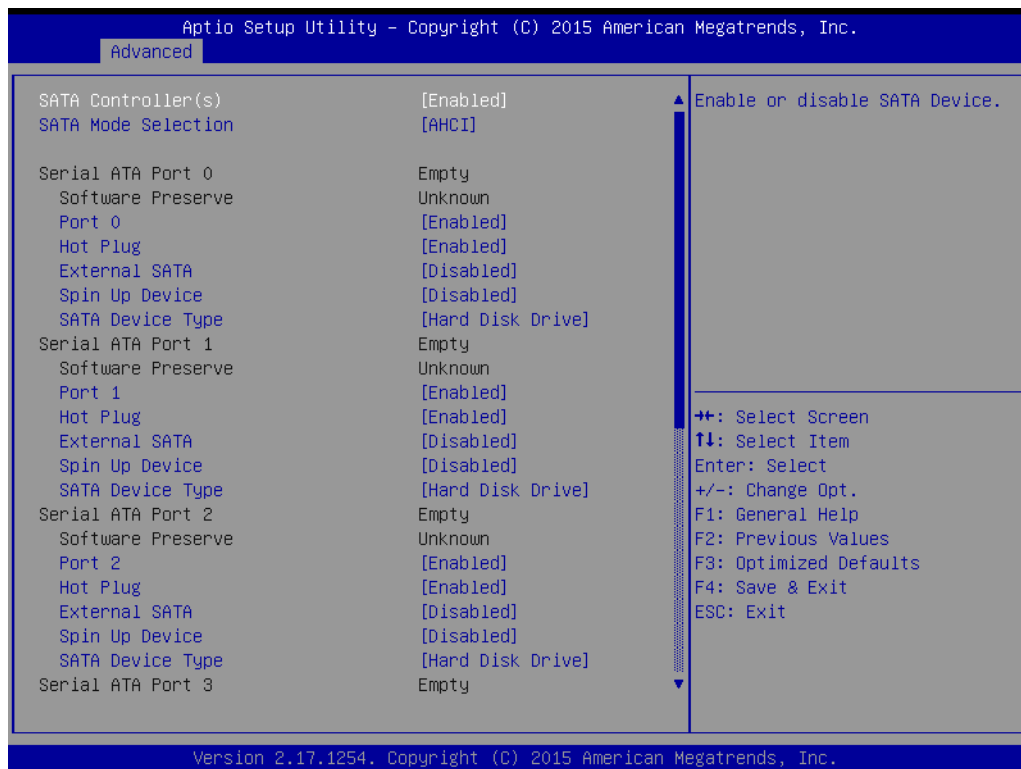 Aptio Setup Utility – Copyright (C) 2015 American Megatrends, Inc.
Advanced
SATA Controller(s) [Enabled]
SATA Mode Selection [AHCI]
Serial ATA Port 0 Empty
Software Preserve Unknown
Port 0 [Enabled]
Hot Plug [Enabled]
External SATA [Disabled]
Spin Up Device [Disabled]
SATA Device Type [Hard Disk Drive]
Serial ATA Port 1 Empty
Software Preserve Unknown
Port 1 [Enabled]
Hot Plug [Enabled]
External SATA [Disabled]
Spin Up Device [Disabled]
SATA Device Type [Hard Disk Drive]
Serial ATA Port 2 Empty
Software Preserve Unknown
Port 2 [Enabled]
Hot Plug [Enabled]
External SATA [Disabled]
Spin Up Device [Disabled]
SATA Device Type [Hard Disk Drive]
Serial ATA Port 3 Empty
Enable or disable SATA Device.
→←: Select Screen
↑↓: Select Item
Enter: Select
+/-: Change Opt.
F1: General Help
F2: Previous Values
F3: Optimized Defaults
F4: Save & Exit
ESC: Exit
Version 2.17.1254. Copyright (C) 2015 American Megatrends, Inc.